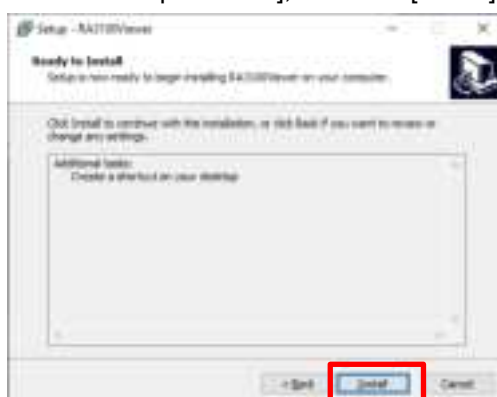 Setup - RA3100Viewer
Ready to Install
Setup is now ready to begin installing RA3100Viewer on your computer.
Click Install to continue with the installation, or click Back if you want to review or
change any settings.
Additional tasks:
Create a shortcut on your desktop
< Back
Install
Cancel